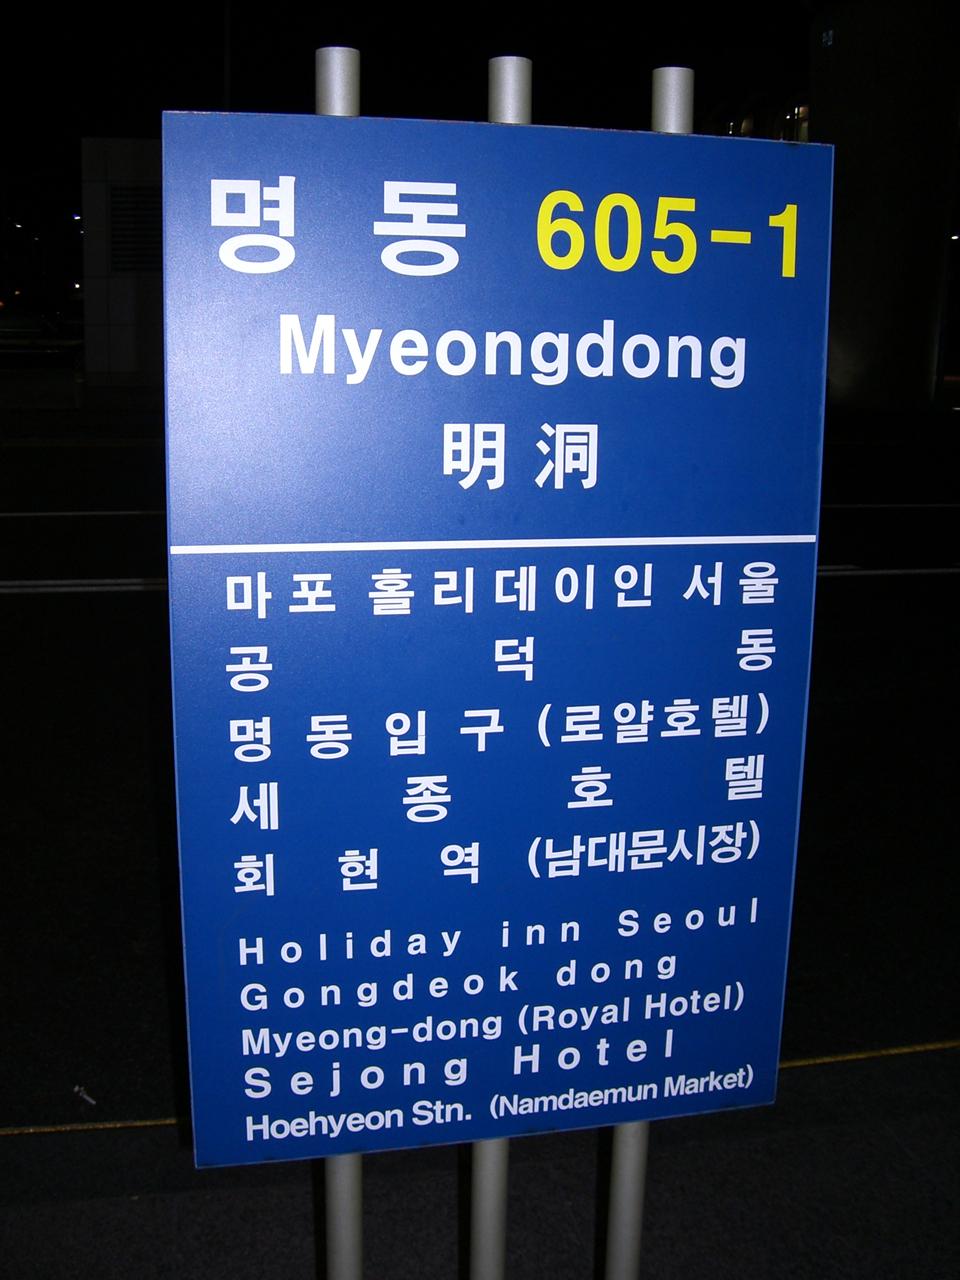 명 동 605-1
Myeongdong
明洞
마포 홀리데이인 서울
공 덕 동
명 동 입 구 (로얄호텔)
세 종 호 텔
회 현 역 (남대문시장)
Holiday inn Seoul
Gongdeok dong
Myeong-dong (Royal Hotel)
Sejong Hotel
Hoehyeon Stn. (Namdaemun Market)